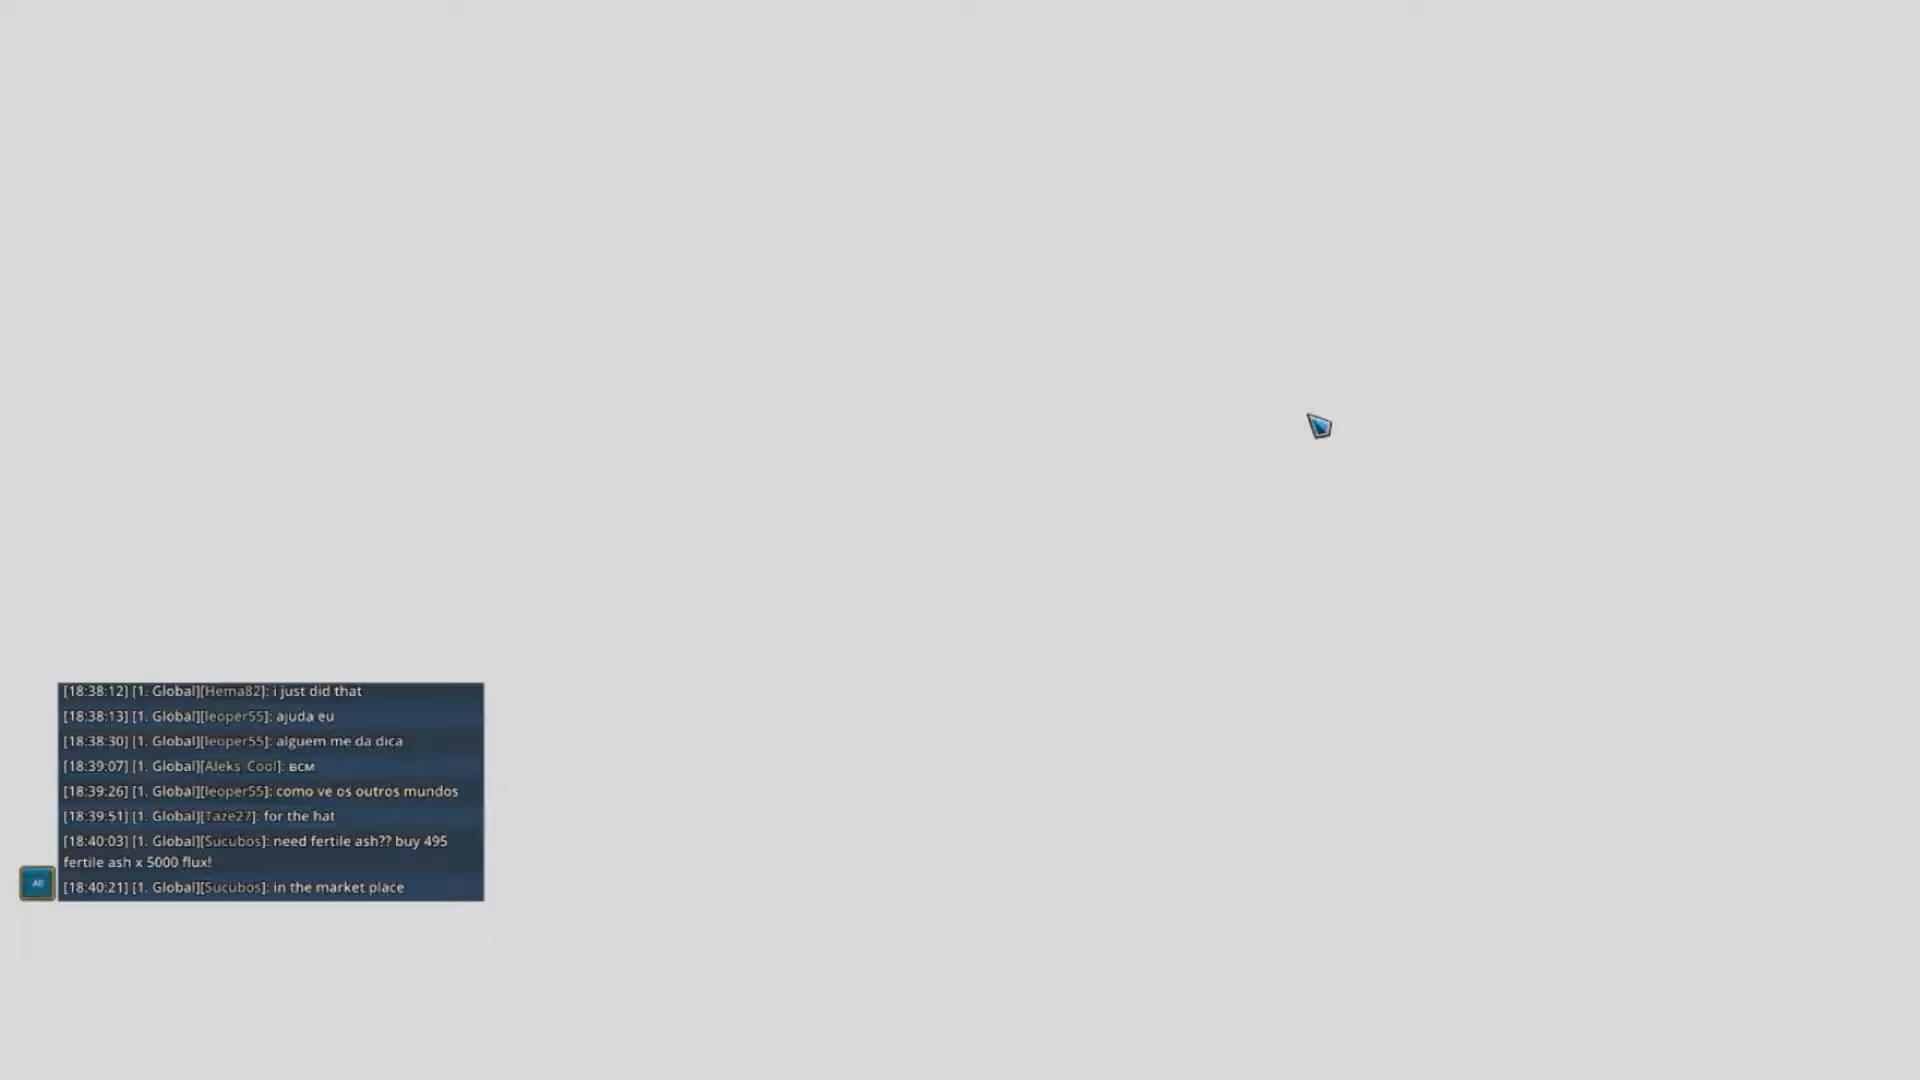 [18:38:12] [1. Global][Hema82]: i just did that
[18:38:13] [1. Global][leoper55]: ajuda eu
[18:38:30] [1. Global][leoper55]: alguem me da dica
[18:39:07] [1. Global][Aleks_Cool]: всм
[18:39:26] [1. Global][leoper55]: como ve os outros mundos
[18:39:51] [1. Global][Taze27]: for the hat
[18:40:03] [1. Global][Sucubos]: need fertile ash?? buy 495
fertile ash x 5000 flux!
[18:40:21] [1. Global][Sucubos]: in the market place